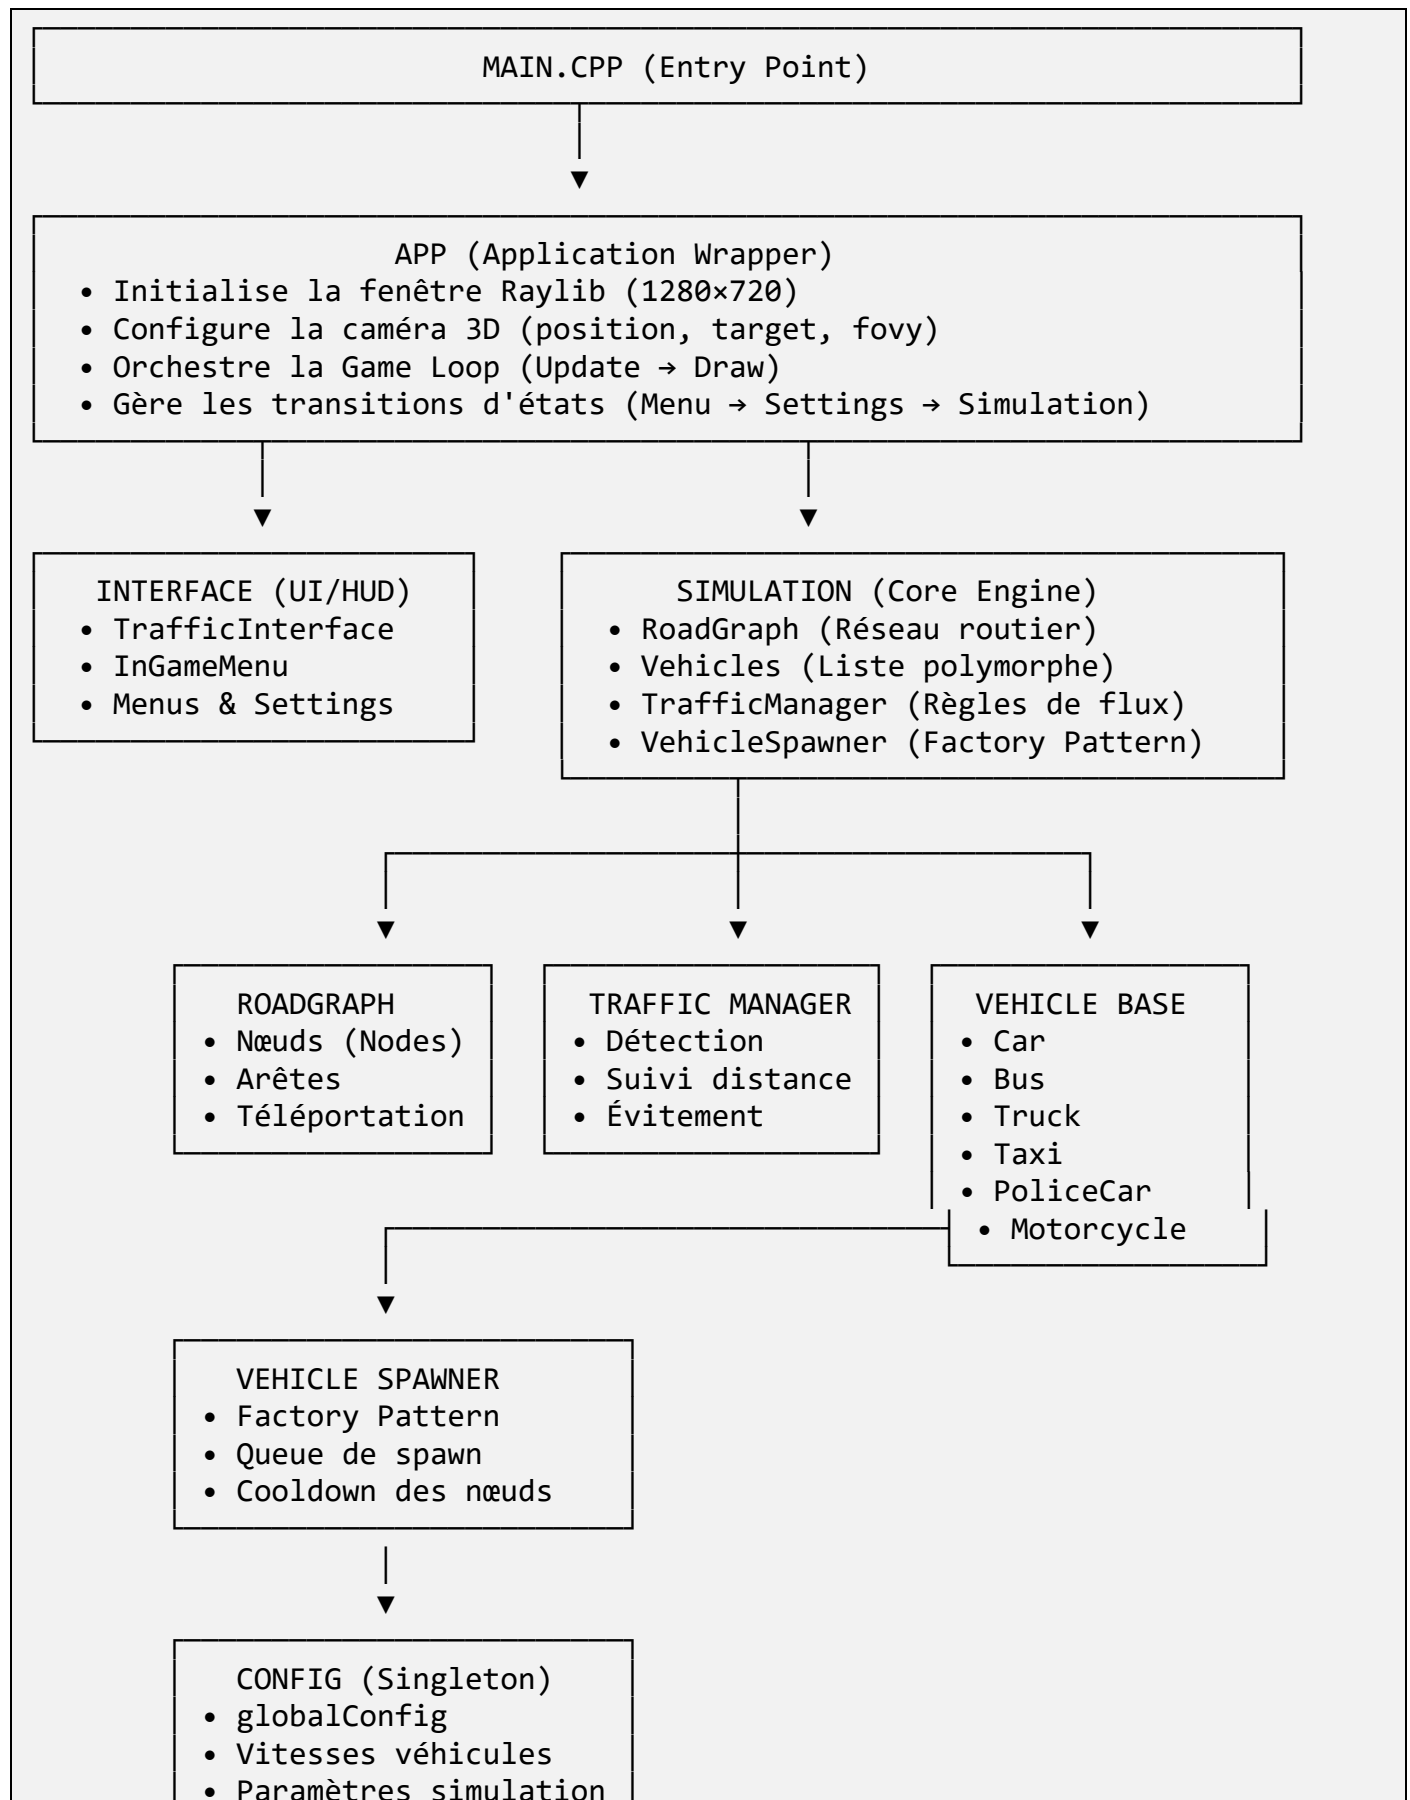 MAIN.CPP (Entry Point)
APP (Application Wrapper)
• Initialise la fenêtre Raylib (1280×720)
• Configure la caméra 3D (position, target, fovy)
• Orchestre la Game Loop (Update → Draw)
• Gère les transitions d'états (Menu → Settings → Simulation)
INTERFACE (UI/HUD)
• TrafficInterface
• InGameMenu
• Menus & Settings
SIMULATION (Core Engine)
• RoadGraph (Réseau routier)
• Vehicles (Liste polymorphe)
• TrafficManager (Règles de flux)
• VehicleSpawner (Factory Pattern)
ROADGRAPH
• Nœuds (Nodes)
• Arêtes
• Téléportation
TRAFFIC MANAGER
• Détection
• Suivi distance
• Évitement
VEHICLE BASE
• Car
• Bus
• Truck
• Taxi
• PoliceCar
• Motorcycle
VEHICLE SPAWNER
• Factory Pattern
• Queue de spawn
• Cooldown des nœuds
CONFIG (Singleton)
• globalConfig
• Vitesses véhicules
• Paramètres simulation